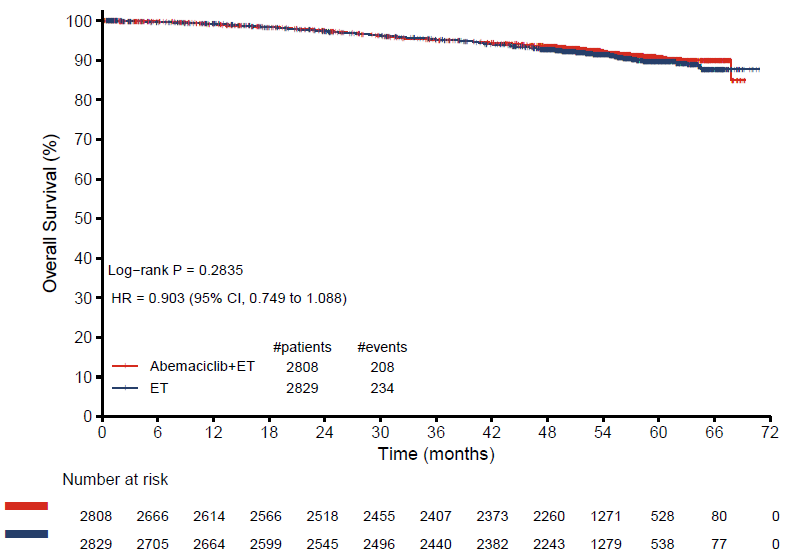 Overall Survival (%)
100
90
80
70
60
50
40
30
20
10
0
Log−rank P = 0.2835
HR = 0.903 (95% CI, 0.749 to 1.088)
#patients #events
Abemaciclib+ET 2808 208
ET 2829 234
0 6 12 18 24 30 36 42 48 54 60 66 72
Time (months)
Number at risk
2808 2666 2614 2566 2518 2455 2407 2373 2260 1271 528 80 0
2829 2705 2664 2599 2545 2496 2440 2382 2243 1279 538 77 0